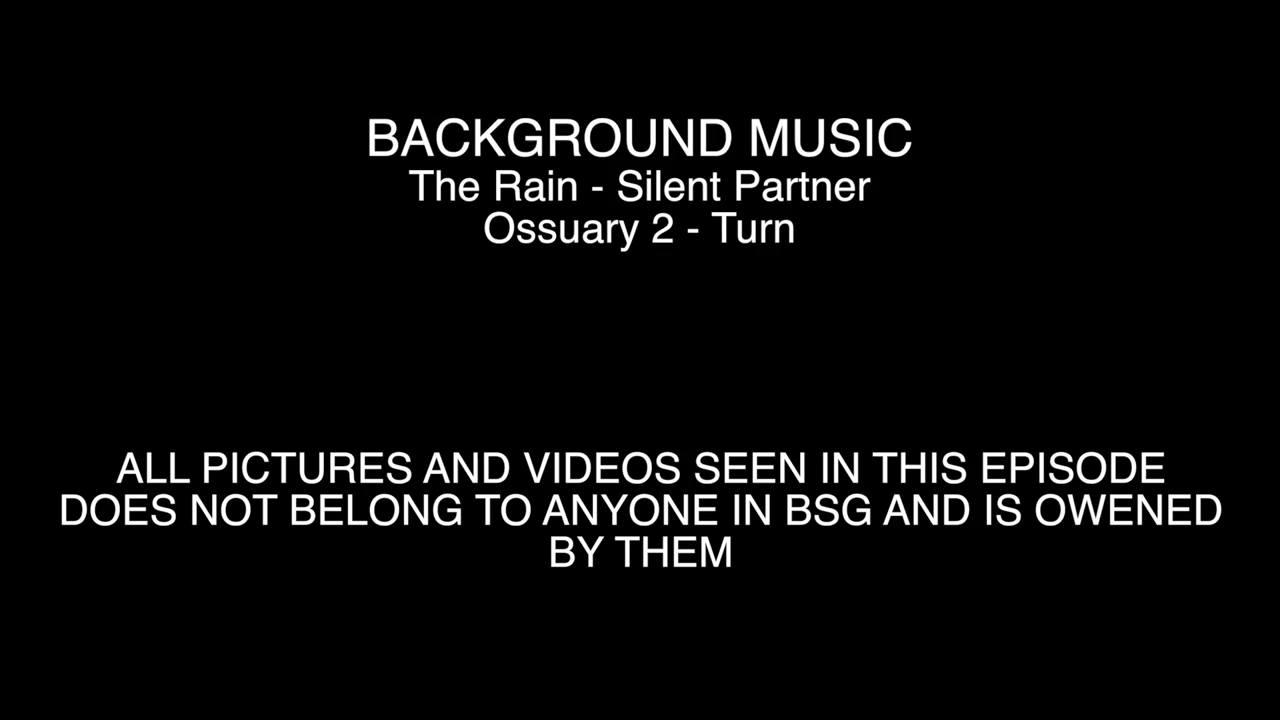 BACKGROUND MUSIC
The Rain - Silent Partner
Ossuary 2 - Turn
ALL PICTURES AND VIDEOS SEEN IN THIS EPISODE
DOES NOT BELONG TO ANYONE IN BSG AND IS OWENED
BY THEM